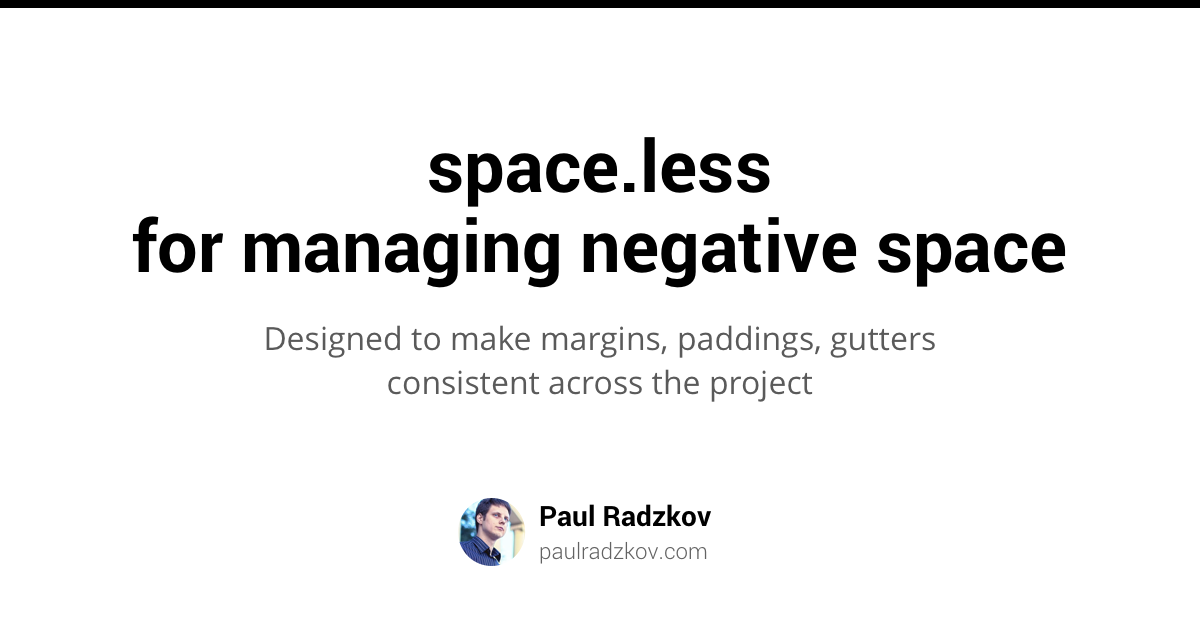 space.less
for managing negative space
Designed to make margins, paddings, gutters
consistent across the project
Paul Radzkov
paulradzkov.com